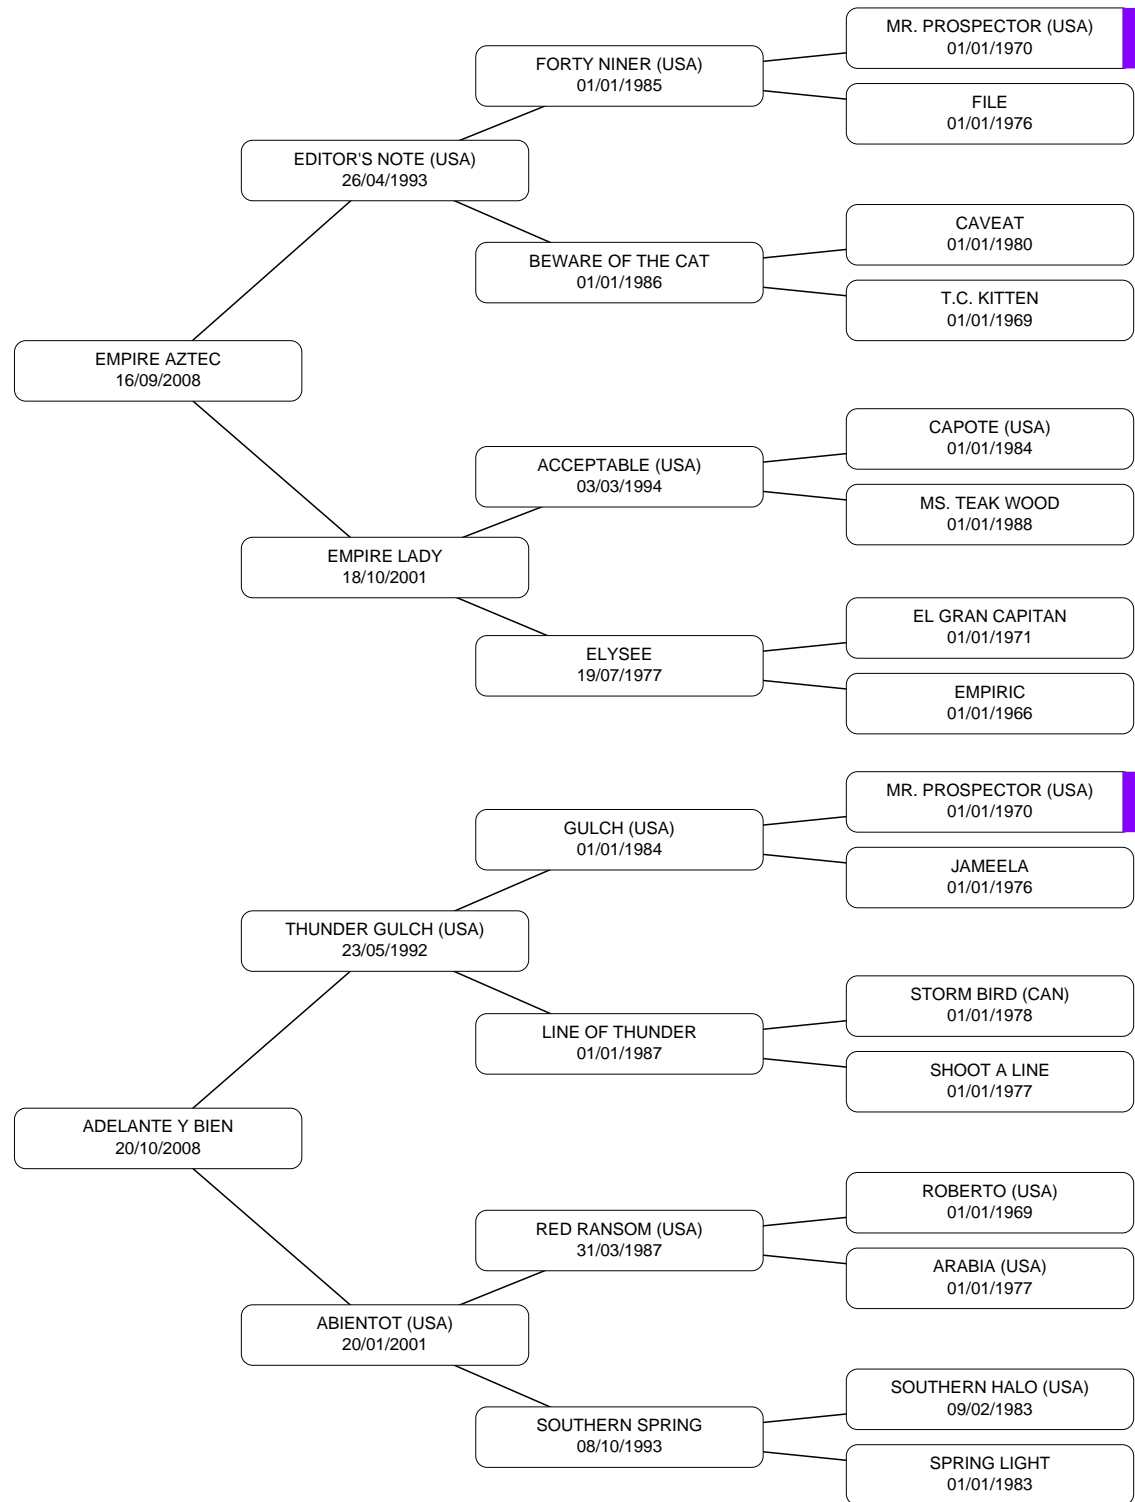 MR. PROSPECTOR (USA)
01/01/1970
FORTY NINER (USA)
01/01/1985
FILE
01/01/1976
EDITOR'S NOTE (USA)
26/04/1993
CAVEAT
01/01/1980
BEWARE OF THE CAT
01/01/1986
T.C. KITTEN
01/01/1969
EMPIRE AZTEC
16/09/2008
CAPOTE (USA)
01/01/1984
ACCEPTABLE (USA)
03/03/1994
MS. TEAK WOOD
01/01/1988
EMPIRE LADY
18/10/2001
EL GRAN CAPITAN
01/01/1971
ELYSEE
19/07/1977
EMPIRIC
01/01/1966
MR. PROSPECTOR (USA)
01/01/1970
GULCH (USA)
01/01/1984
JAMEELA
01/01/1976
THUNDER GULCH (USA)
23/05/1992
STORM BIRD (CAN)
01/01/1978
LINE OF THUNDER
01/01/1987
SHOOT A LINE
01/01/1977
ADELANTE Y BIEN
20/10/2008
ROBERTO (USA)
01/01/1969
RED RANSOM (USA)
31/03/1987
ARABIA (USA)
01/01/1977
ABIENTOT (USA)
20/01/2001
SOUTHERN HALO (USA)
09/02/1983
SOUTHERN SPRING
08/10/1993
SPRING LIGHT
01/01/1983